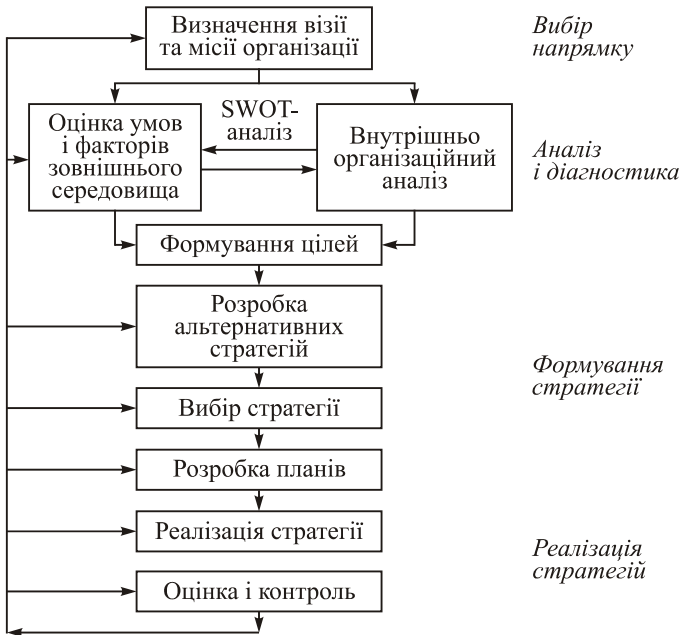 Визначення візії
та місії організації
Вибір
напрямку
Оцінка умов
і факторів
зовнішнього
середовища
SWOT-
аналіз
Внутрішньо
організаційний
аналіз
Аналіз
і діагностика
Формування цілей
Розробка
альтернативних
стратегій
Формування
стратегії
Вибір стратегії
Розробка планів
Реалізація стратегії
Реалізація
стратегій
Оцінка і контроль